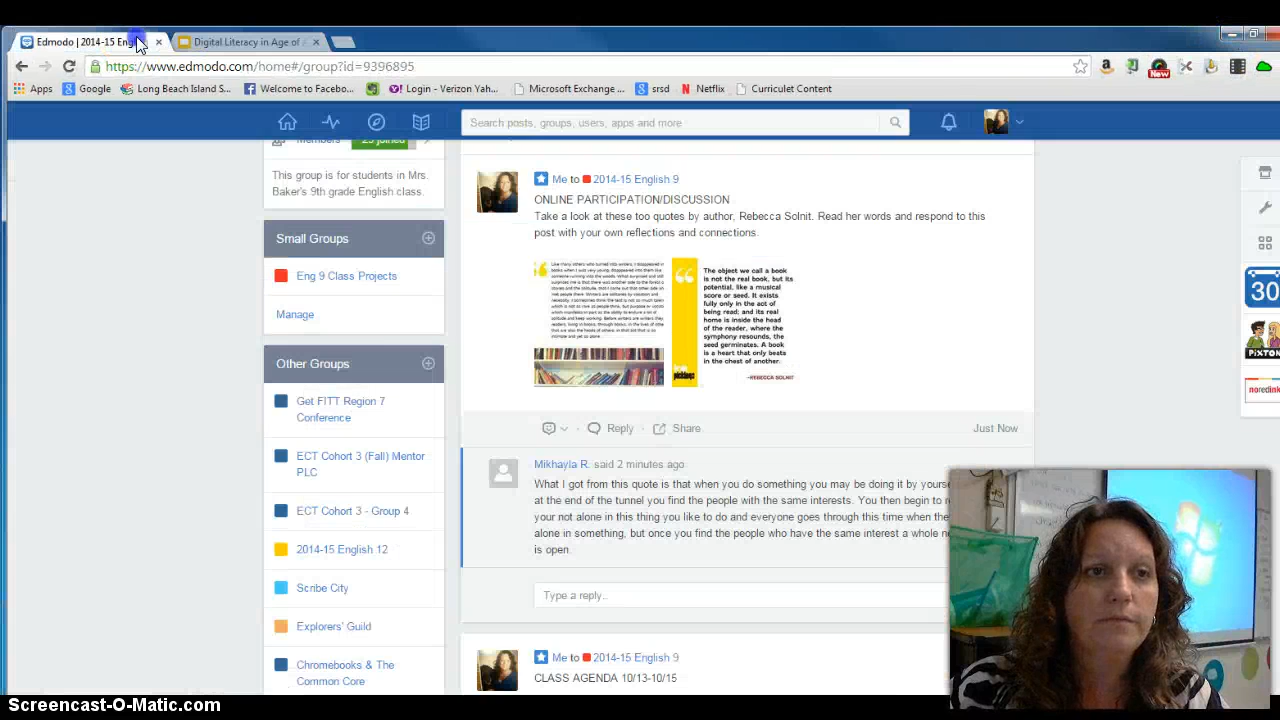 Edmodo | 2014-15 Eng
Digital Literacy in Age of
https://www.edmodo.com/home#/group?id=9396895
Apps
Google
Long Beach Island S...
Welcome to Facebo...
Login - Verizon Yah...
Microsoft Exchange ...
srsd
Netflix
Curriculet Content
New
Search posts, groups, users, apps and more
Members
25 joined
This group is for students in Mrs.
Baker's 9th grade English class.
Small Groups
Eng 9 Class Projects
Manage
Other Groups
Get FITT Region 7
Conference
ECT Cohort 3 (Fall) Mentor
PLC
ECT Cohort 3 - Group 4
2014-15 English 12
Scribe City
Explorers' Guild
Chromebooks & The
Common Core
Me to 2014-15 English 9
ONLINE PARTICIPATION/DISCUSSION
Take a look at these too quotes by author, Rebecca Solnit. Read her words and respond to this
post with your own reflections and connections.
The object we call a book
is not the real book, but its
potential, like a musical
score or seed. It exists
fully only in the act of
being read; and its real
home is inside the head
of the reader, where the
symphony resounds, the
seed germinates. A book
is a heart that only beats
in the chest of another.
—REBECCA SOLNIT
Reply
Share
Just Now
Mikhayla R. said 2 minutes ago
What I got from this quote is that when you do something you may be doing it by yourse
at the end of the tunnel you find the people with the same interests. You then begin to re
your not alone in this thing you like to do and everyone goes through this time when the
alone in something, but once you find the people who have the same interest a whole ne
is open.
Type a reply...
Me to 2014-15 English 9
CLASS AGENDA 10/13-10/15
30
PIXTON
noredink
Screencast-O-Matic.com